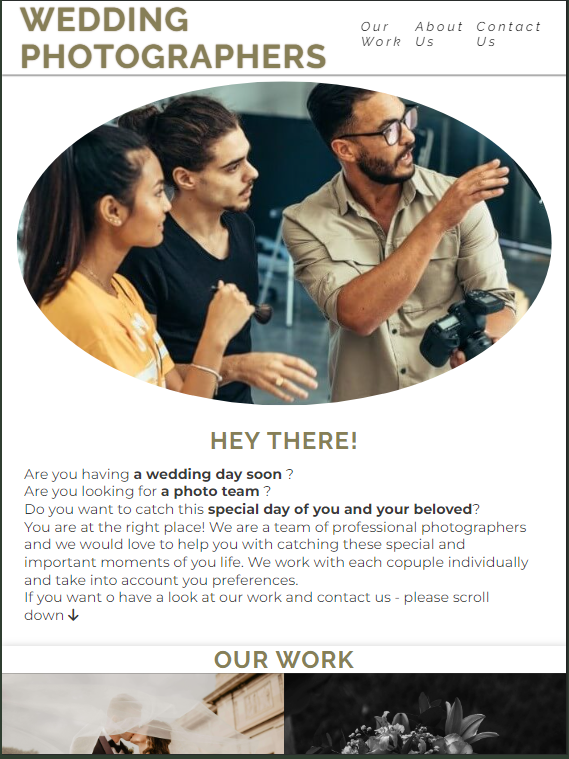 WEDDING
PHOTOGRAPHERS
Our Work
About Us
Contact Us
HEY THERE!
Are you having a wedding day soon ?
Are you looking for a photo team ?
Do you want to catch this special day of you and your beloved?
You are at the right place! We are a team of professional photographers
and we would love to help you with catching these special and
important moments of you life. We work with each copuple individually
and take into account you preferences.
If you want o have a look at our work and contact us - please scroll
down ↓
OUR WORK